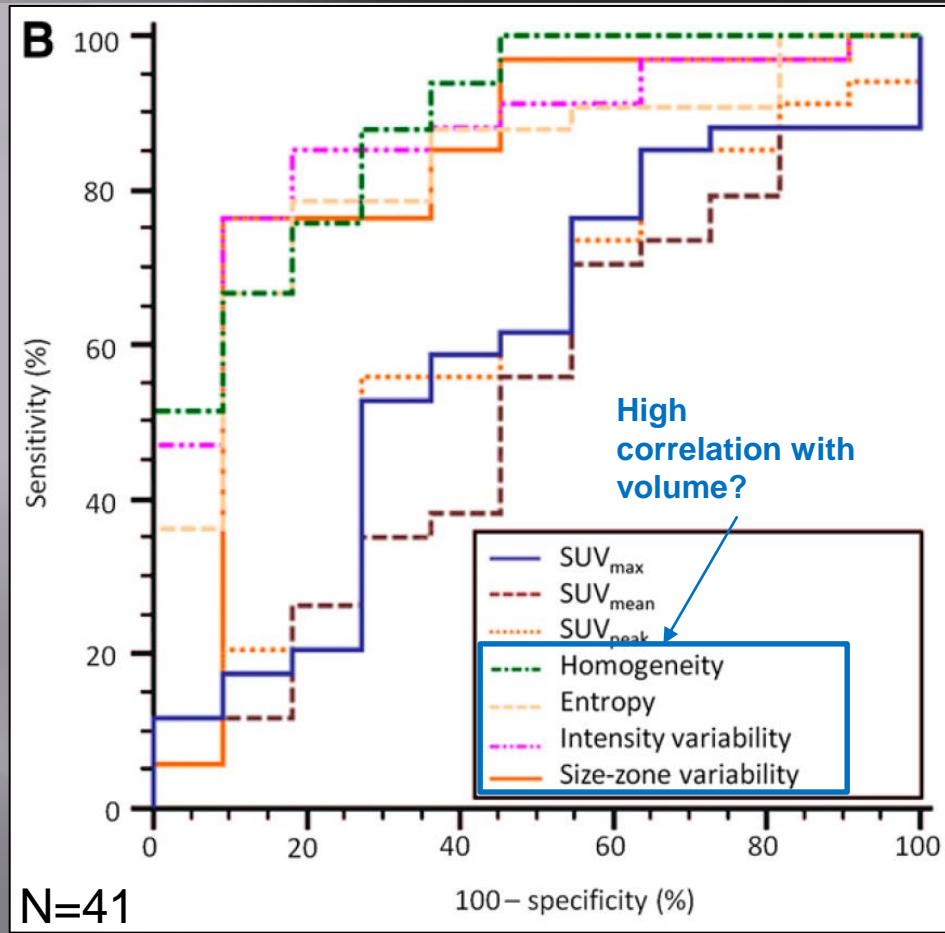 B
100
80
60
40
20
0
Sensitivity (%)
High
correlation with
volume?
SUVmax
SUVmean
SUVpeak
Homogeneity
Entropy
Intensity variability
Size-zone variability
0 20 40 60 80 100
100 – specificity (%)
N=41